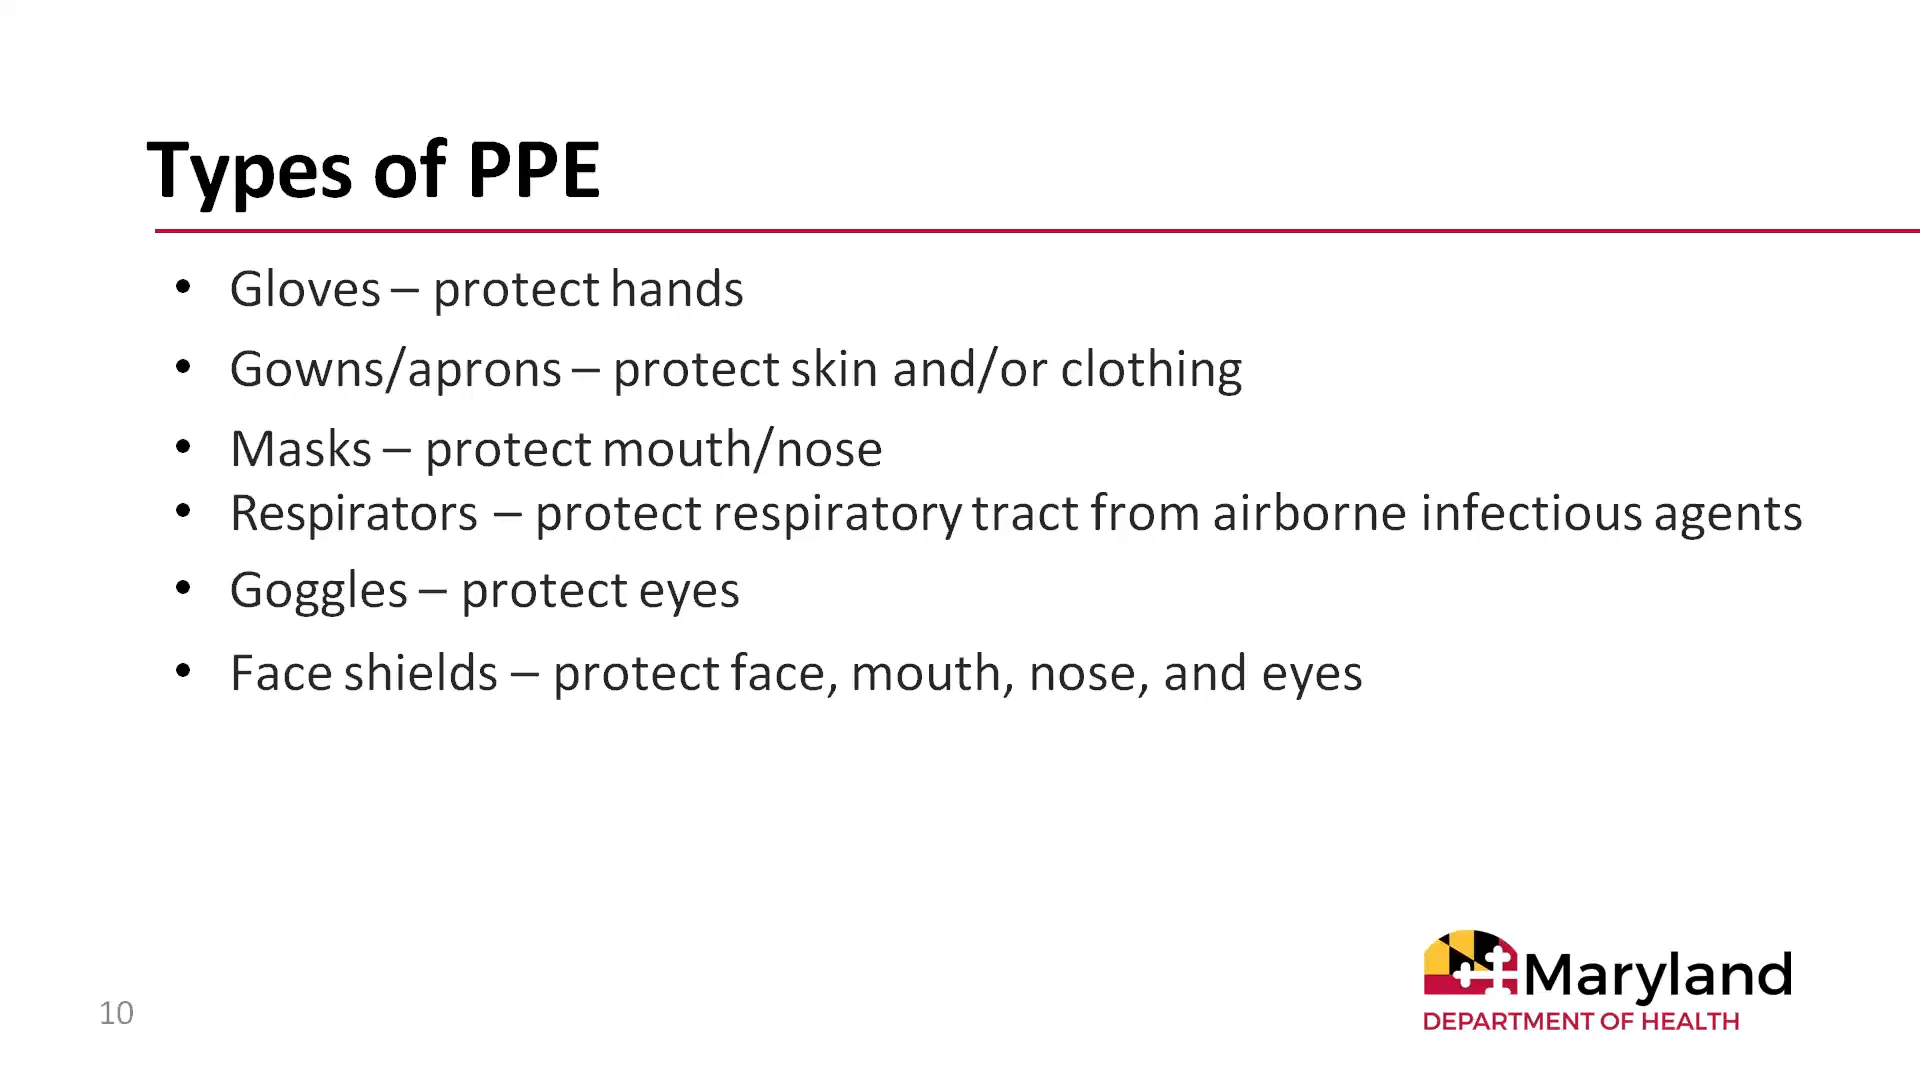 Types of PPE
• Gloves – protect hands
• Gowns/aprons – protect skin and/or clothing
• Masks – protect mouth/nose
• Respirators – protect respiratory tract from airborne infectious agents
• Goggles – protect eyes
• Face shields – protect face, mouth, nose, and eyes
10
Maryland
DEPARTMENT OF HEALTH